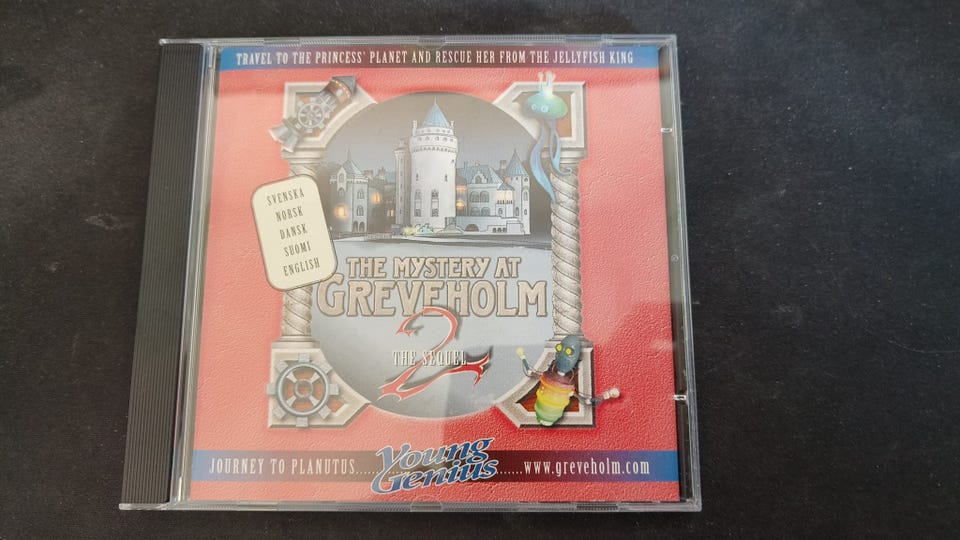 TRAVEL TO THE PRINCESS' PLANET AND RESCUE HER FROM THE JELLYFISH KING
SVENSKA
NORSK
DANSK
SUOMI
ENGLISH
THE MYSTERY AT
GREVEHOLM
2
THE SEQUEL
JOURNEY TO PLANUTUS......Young Genius......www.greveholm.com